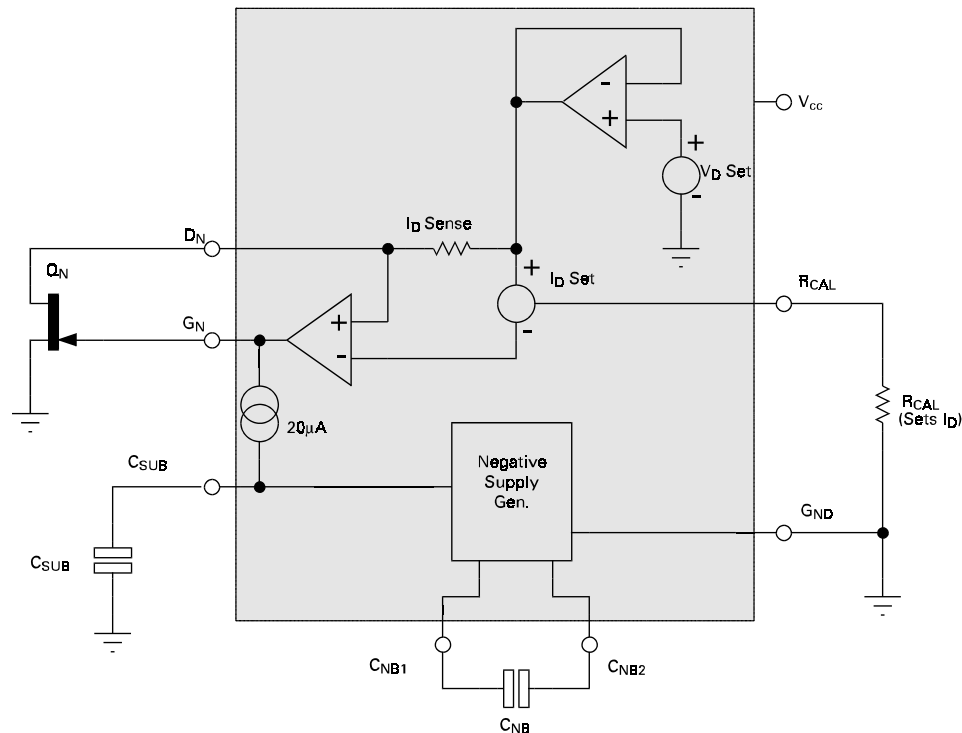 Vcc
+
-
+
VD Set
-
ID Sense
DN
QN
+
ID Set
-
RCAL
GN
+
-
RCAL
(Sets ID)
20µA
CSUB
Negative
Supply
Gen.
GND
CSUB
CNB1
CNB2
CNB